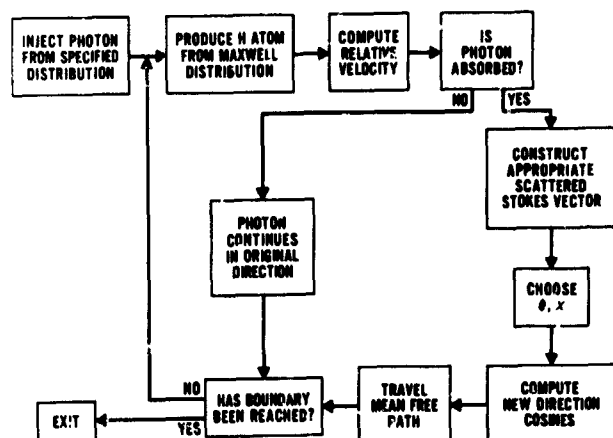 INJECT PHOTON
FROM SPECIFIED
DISTRIBUTION
PRODUCE H ATOM
FROM MAXWELL
DISTRIBUTION
COMPUTE
RELATIVE
VELOCITY
IS
PHOTON
ABSORBED?
NO
YES
CONSTRUCT
APPROPRIATE
SCATTERED
STOKES VECTOR
PHOTON
CONTINUES
IN ORIGINAL
DIRECTION
CHOOSE
θ, χ
COMPUTE
NEW DIRECTION
COSINES
TRAVEL
MEAN FREE
PATH
HAS BOUNDARY
BEEN REACHED?
NO
YES
EXIT